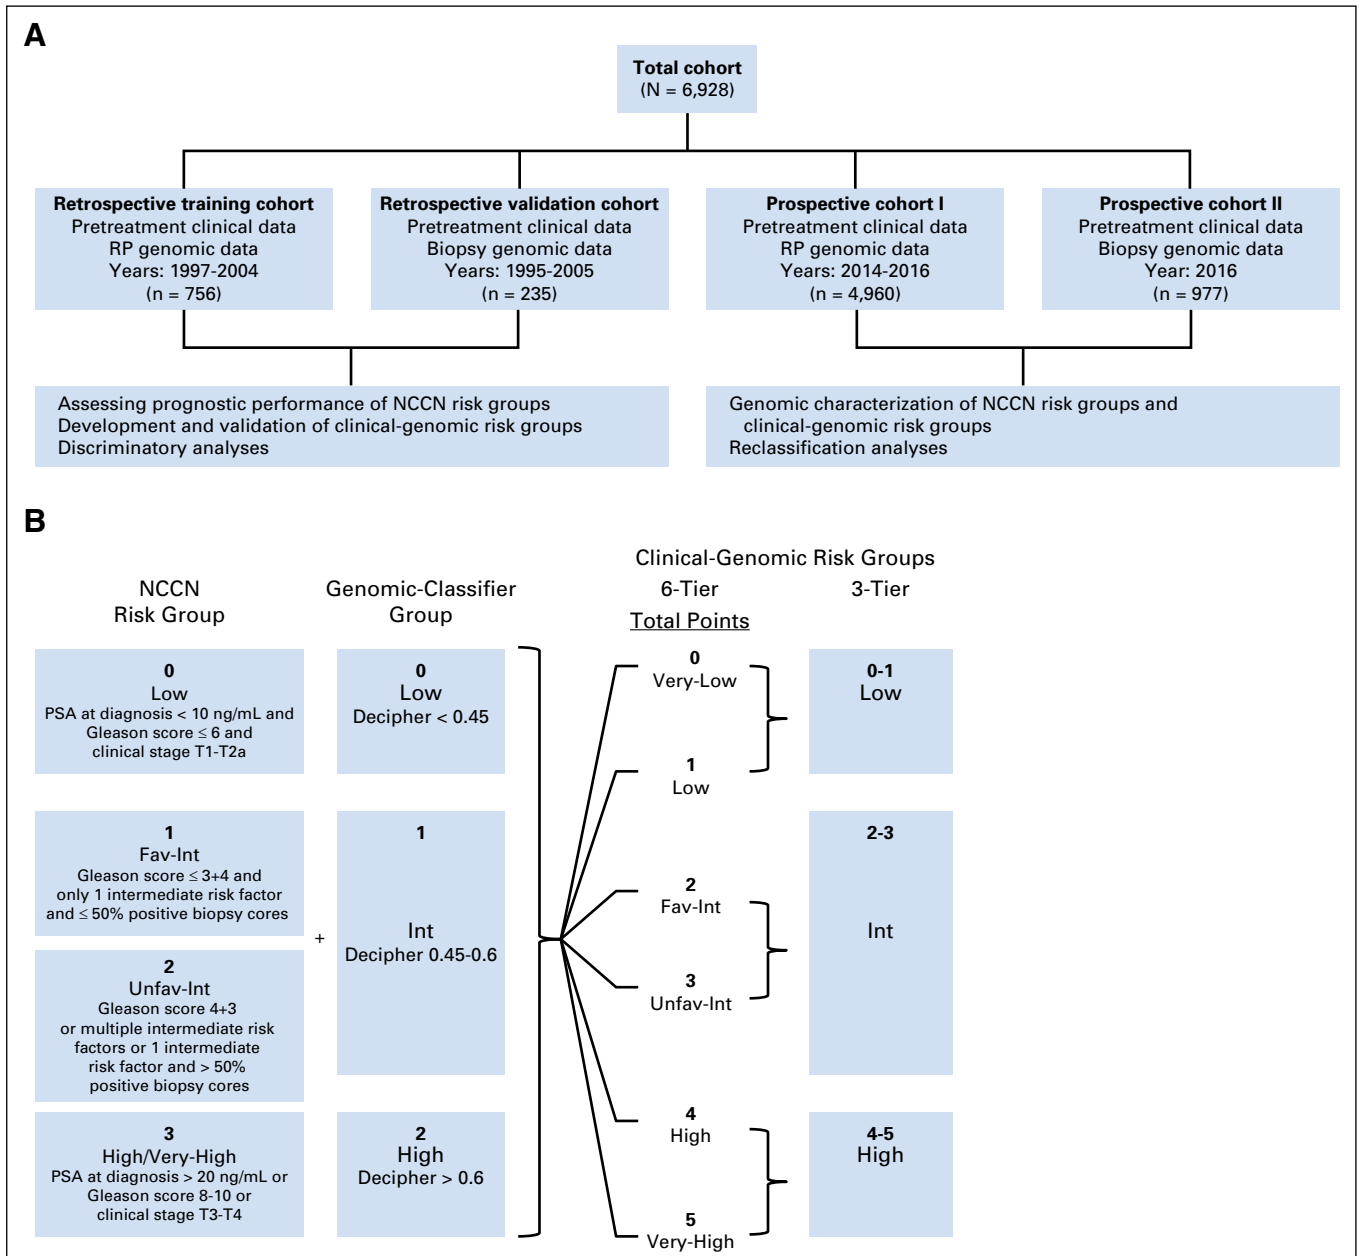 A
Total cohort
(N = 6,928)
Retrospective training cohort
Pretreatment clinical data
RP genomic data
Years: 1997-2004
(n = 756)
Retrospective validation cohort
Pretreatment clinical data
Biopsy genomic data
Years: 1995-2005
(n = 235)
Prospective cohort I
Pretreatment clinical data
RP genomic data
Years: 2014-2016
(n = 4,960)
Prospective cohort II
Pretreatment clinical data
Biopsy genomic data
Year: 2016
(n = 977)
Assessing prognostic performance of NCCN risk groups
Development and validation of clinical-genomic risk groups
Discriminatory analyses
Genomic characterization of NCCN risk groups and
clinical-genomic risk groups
Reclassification analyses
B
NCCN
Risk Group
0
Low
PSA at diagnosis < 10 ng/mL and
Gleason score ≤ 6 and
clinical stage T1-T2a
1
Fav-Int
Gleason score ≤ 3+4 and
only 1 intermediate risk factor
and ≤ 50% positive biopsy cores
2
Unfav-Int
Gleason score 4+3
or multiple intermediate risk
factors or 1 intermediate
risk factor and > 50%
positive biopsy cores
3
High/Very-High
PSA at diagnosis > 20 ng/mL or
Gleason score 8-10 or
clinical stage T3-T4
+
Genomic-Classifier
Group
0
Low
Decipher < 0.45
1
Int
Decipher 0.45-0.6
2
High
Decipher > 0.6
Clinical-Genomic Risk Groups
6-Tier
Total Points
0
Very-Low
1
Low
2
Fav-Int
3
Unfav-Int
4
High
5
Very-High
3-Tier
0-1
Low
2-3
Int
4-5
High